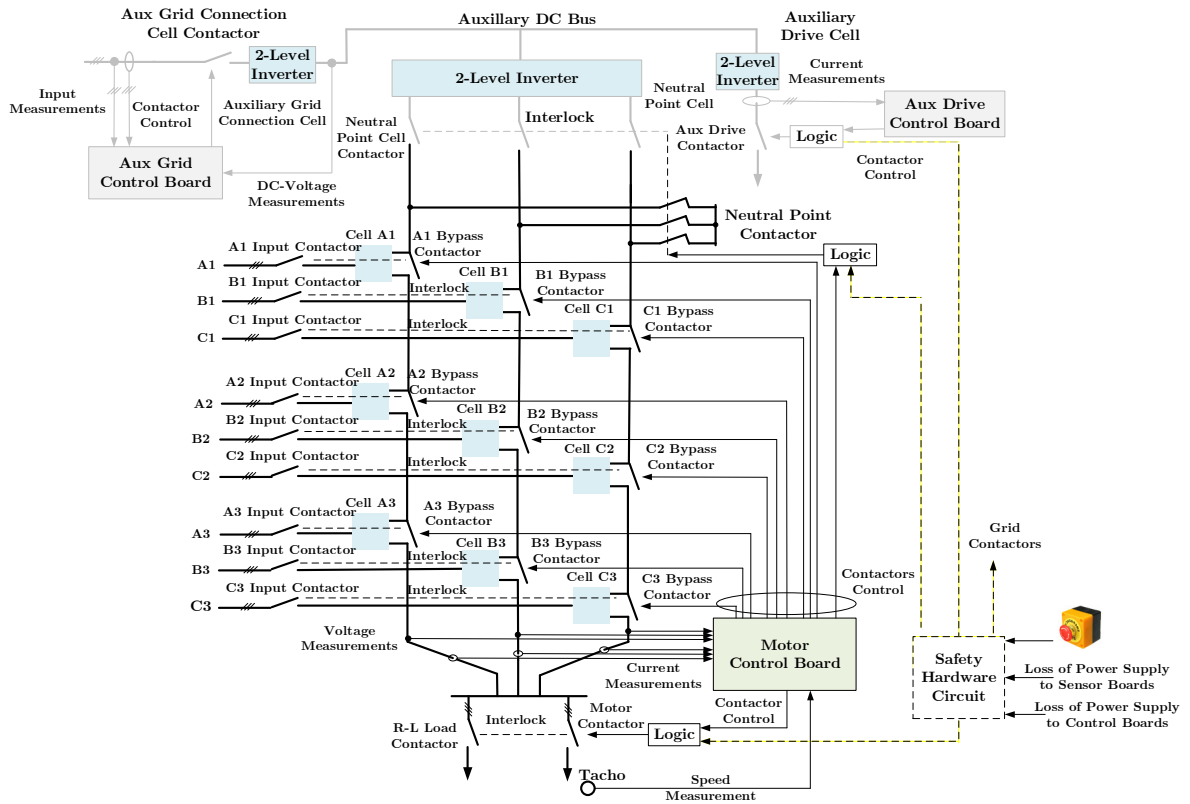 Aux Grid Connection
Cell Contactor
Auxillary DC Bus
Auxiliary
Drive Cell
2-Level
Inverter
2-Level Inverter
2-Level
Inverter
Current
Measurements
Input
Measurements
Contactor
Control
Auxiliary Grid
Connection Cell
Neutral
Point Cell
Contactor
Interlock
Neutral
Point Cell
Aux Drive
Contactor
Logic
Aux Drive
Control Board
Contactor
Control
Aux Grid
Control Board
DC-Voltage
Measurements
Neutral Point
Contactor
Logic
A1 Input Contactor
Cell A1
A1 Bypass
Contactor
A1
B1 Input Contactor
Interlock
Cell B1
B1 Bypass
Contactor
B1
C1 Input Contactor
Interlock
Cell C1
C1 Bypass
Contactor
C1
A2 Input Contactor
Cell A2
A2 Bypass
Contactor
A2
B2 Input Contactor
Interlock
Cell B2
B2 Bypass
Contactor
B2
C2 Input Contactor
Interlock
Cell C2
C2 Bypass
Contactor
C2
A3 Input Contactor
Cell A3
A3 Bypass
Contactor
A3
B3 Input Contactor
Interlock
Cell B3
B3 Bypass
Contactor
B3
C3 Input Contactor
Interlock
Cell C3
C3 Bypass
Contactor
C3
Contactors
Control
Grid
Contactors
Voltage
Measurements
Current
Measurements
Motor
Control Board
Safety
Hardware
Circuit
Loss of Power Supply
to Sensor Boards
Loss of Power Supply
to Control Boards
Contactor
Control
R-L Load
Contactor
Interlock
Motor
Contactor
Logic
Tacho
Speed
Measurement